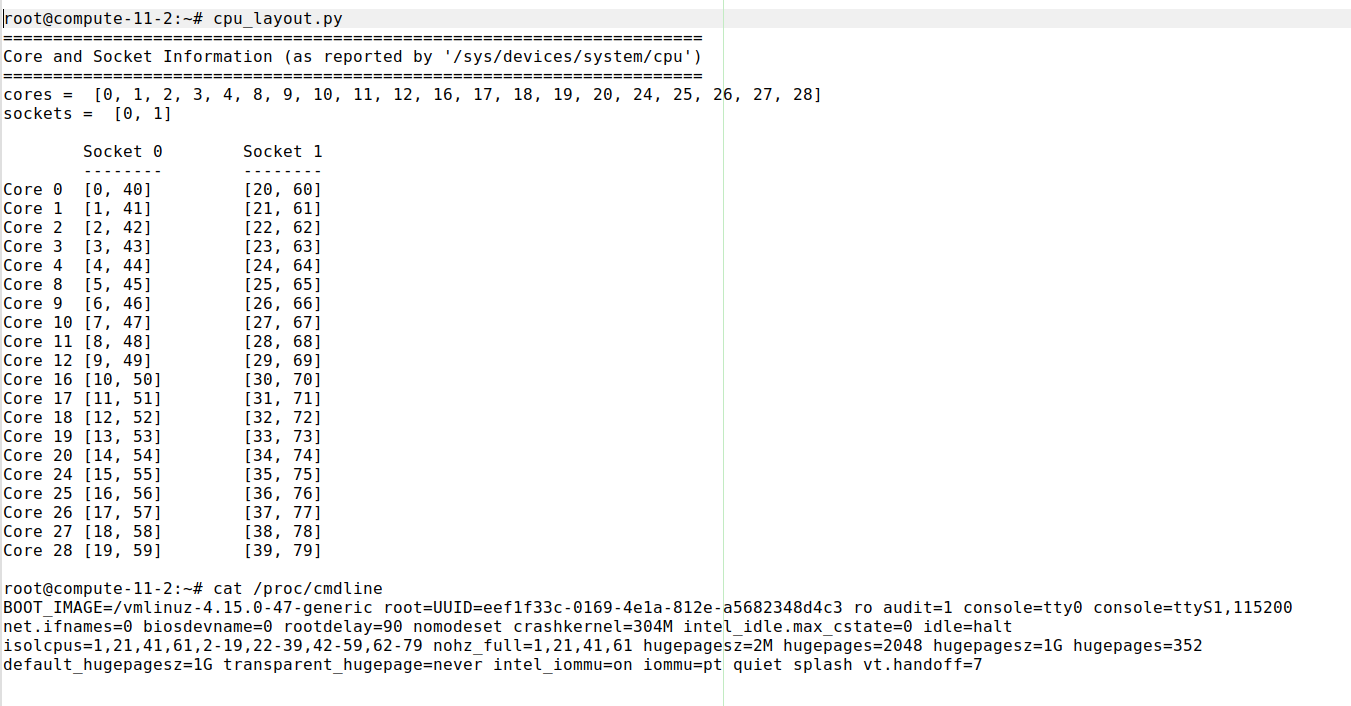 root@compute-11-2:~# cpu_layout.py
======================================================================
Core and Socket Information (as reported by '/sys/devices/system/cpu')
======================================================================
cores =  [0, 1, 2, 3, 4, 8, 9, 10, 11, 12, 16, 17, 18, 19, 20, 24, 25, 26, 27, 28]
sockets =  [0, 1]
        Socket 0        Socket 1
        --------        --------
Core 0  [0, 40]         [20, 60]
Core 1  [1, 41]         [21, 61]
Core 2  [2, 42]         [22, 62]
Core 3  [3, 43]         [23, 63]
Core 4  [4, 44]         [24, 64]
Core 8  [5, 45]         [25, 65]
Core 9  [6, 46]         [26, 66]
Core 10 [7, 47]         [27, 67]
Core 11 [8, 48]         [28, 68]
Core 12 [9, 49]         [29, 69]
Core 16 [10, 50]        [30, 70]
Core 17 [11, 51]        [31, 71]
Core 18 [12, 52]        [32, 72]
Core 19 [13, 53]        [33, 73]
Core 20 [14, 54]        [34, 74]
Core 24 [15, 55]        [35, 75]
Core 25 [16, 56]        [36, 76]
Core 26 [17, 57]        [37, 77]
Core 27 [18, 58]        [38, 78]
Core 28 [19, 59]        [39, 79]
root@compute-11-2:~# cat /proc/cmdline
BOOT_IMAGE=/vmlinuz-4.15.0-47-generic root=UUID=eef1f33c-0169-4e1a-812e-a5682348d4c3 ro audit=1 console=tty0 console=ttyS1,115200
net.ifnames=0 biosdevname=0 rootdelay=90 nomodeset crashkernel=304M intel_idle.max_cstate=0 idle=halt
isolcpus=1,21,41,61,2-19,22-39,42-59,62-79 nohz_full=1,21,41,61 hugepagesz=2M hugepages=2048 hugepagesz=1G hugepages=352
default_hugepagesz=1G transparent_hugepage=never intel_iommu=on iommu=pt quiet splash vt.handoff=7